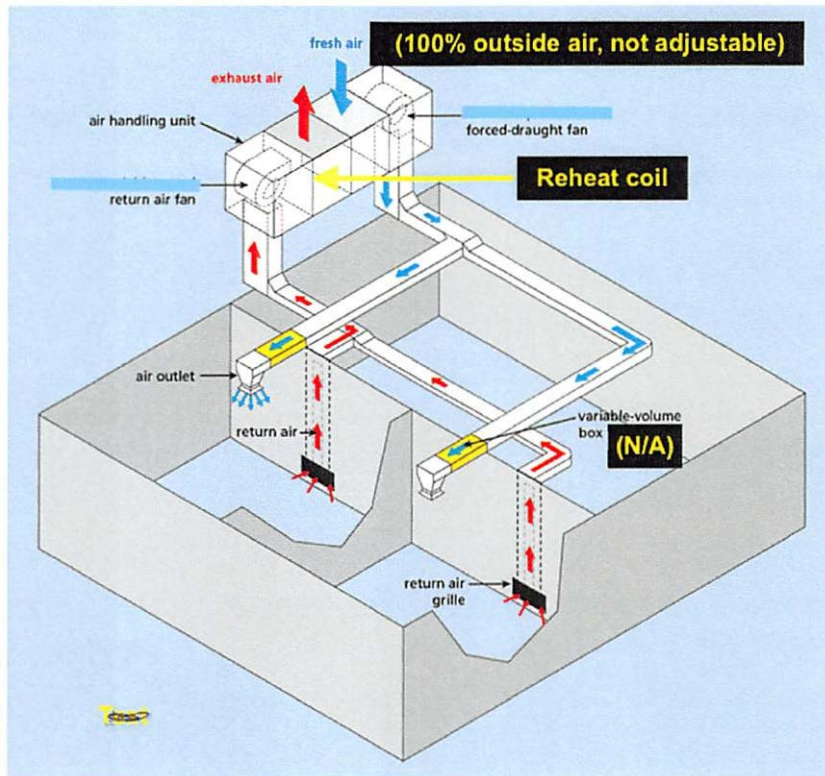 fresh air
(100% outside air, not adjustable)
exhaust air
air handling unit
forced-draught fan
Reheat coil
return air fan
air outlet
return air
variable-volume
box
(N/A)
return air
grille